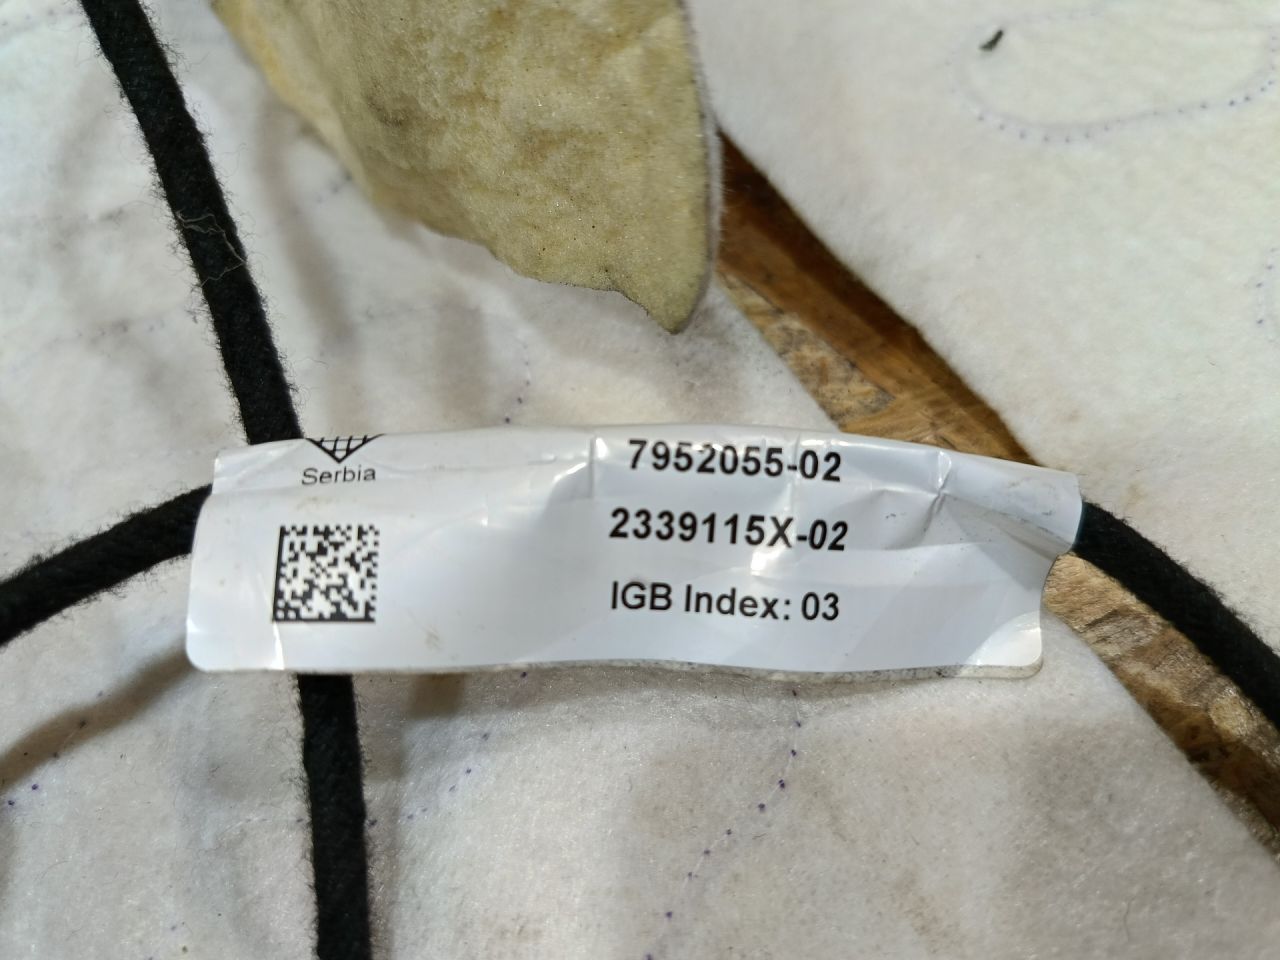 Serbia
7952055-02
2339115X-02
IGB Index: 03